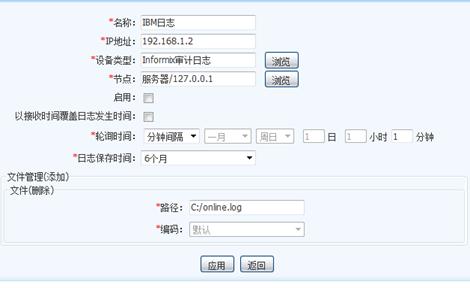 *名称: IBM日志
*IP地址: 192.168.1.2
*设备类型: Informix审计日志 浏览
*节点: 服务器/127.0.0.1 浏览
启用:
以接收时间覆盖日志发生时间:
*轮询时间: 分钟间隔 一月 周日 1 日 1 小时 1 分钟
*日志保存时间: 6个月
文件管理(添加)
文件(删除)
*路径: C:/online.log
*编码: 默认
应用 返回